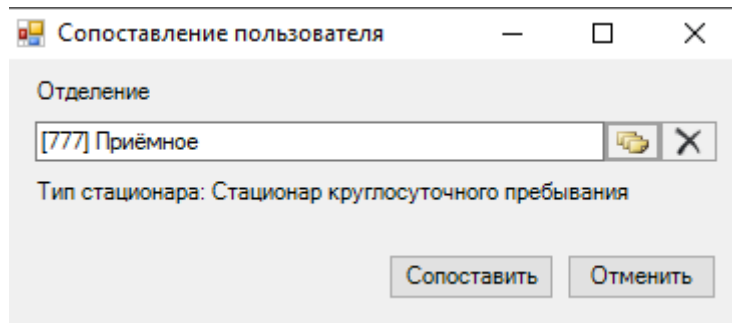 Сопоставление пользователя
Отделение
[777] Приёмное
Тип стационара: Стационар круглосуточного пребывания
Сопоставить Отменить